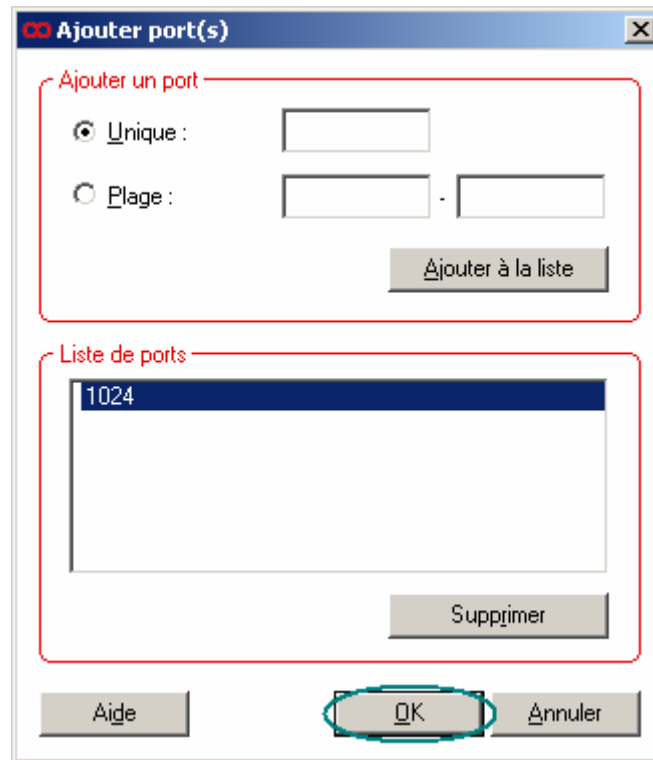 Ajouter port(s)
Ajouter un port
Unique :
Plage :
-
Ajouter à la liste
Liste de ports
1024
Supprimer
Aide
OK
Annuler